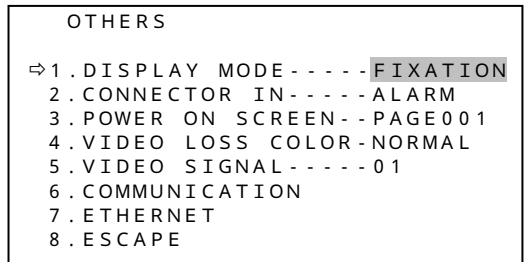 OTHERS
⇨1.DISPLAY MODE-----FIXATION
2.CONNECTOR IN-----ALARM
3.POWER ON SCREEN--PAGE001
4.VIDEO LOSS COLOR-NORMAL
5.VIDEO SIGNAL-----01
6.COMMUNICATION
7.ETHERNET
8.ESCAPE